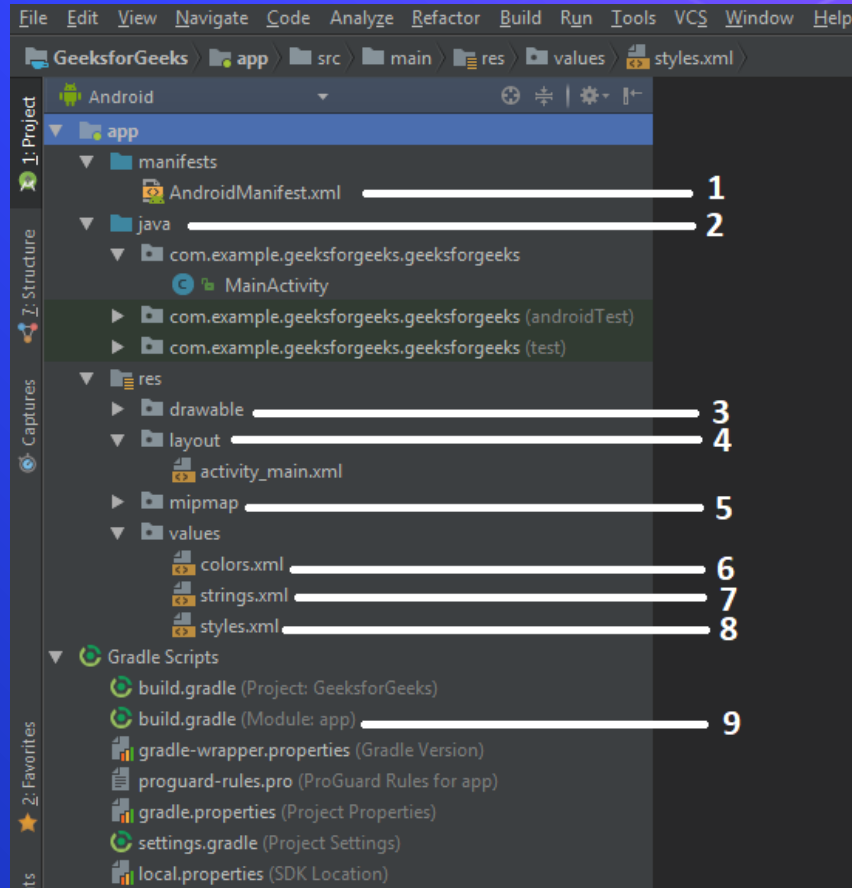 File Edit View Navigate Code Analyze Refactor Build Run Tools VCS Window Help
GeeksforGeeks app src main res values styles.xml
1: Project
7: Structure
Captures
2: Favorites
Android
app
manifests
AndroidManifest.xml 1
java 2
com.example.geeksforgeeks.geeksforgeeks
MainActivity
com.example.geeksforgeeks.geeksforgeeks (androidTest)
com.example.geeksforgeeks.geeksforgeeks (test)
res
drawable 3
layout 4
activity_main.xml
mipmap 5
values
colors.xml 6
strings.xml 7
styles.xml 8
Gradle Scripts
build.gradle (Project: GeeksforGeeks)
build.gradle (Module: app) 9
gradle-wrapper.properties (Gradle Version)
proguard-rules.pro (ProGuard Rules for app)
gradle.properties (Project Properties)
settings.gradle (Project Settings)
local.properties (SDK Location)